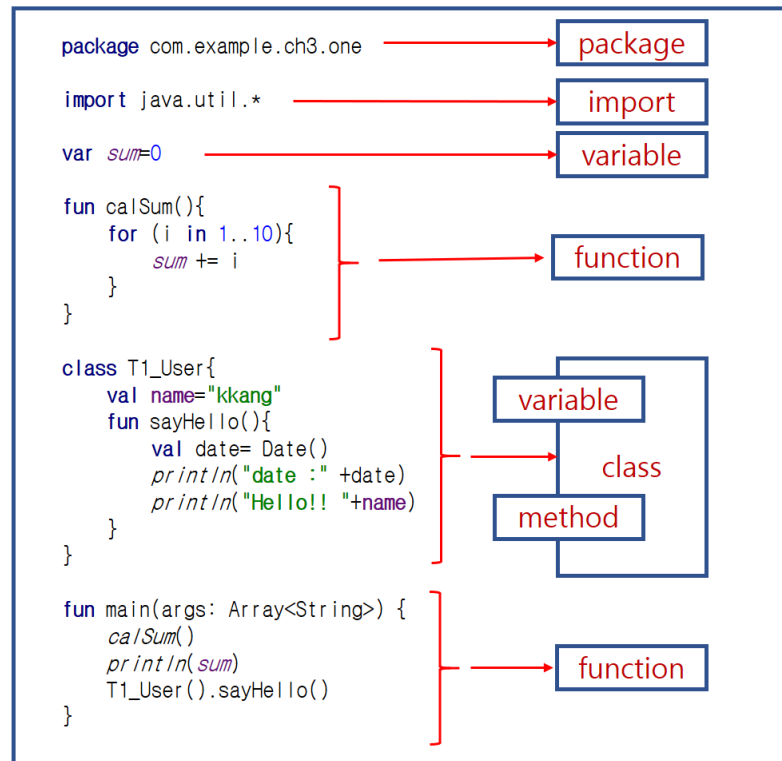 package com.example.ch3.one
package
import java.util.*
import
var sum=0
variable
fun calSum(){
for (i in 1..10){
sum += i
}
}
function
class T1_User{
val name="kkang"
fun sayHello(){
val date= Date()
println("date :" +date)
println("Hello!! "+name)
}
}
variable
class
method
fun main(args: Array<String>) {
calSum()
println(sum)
T1_User().sayHello()
}
function